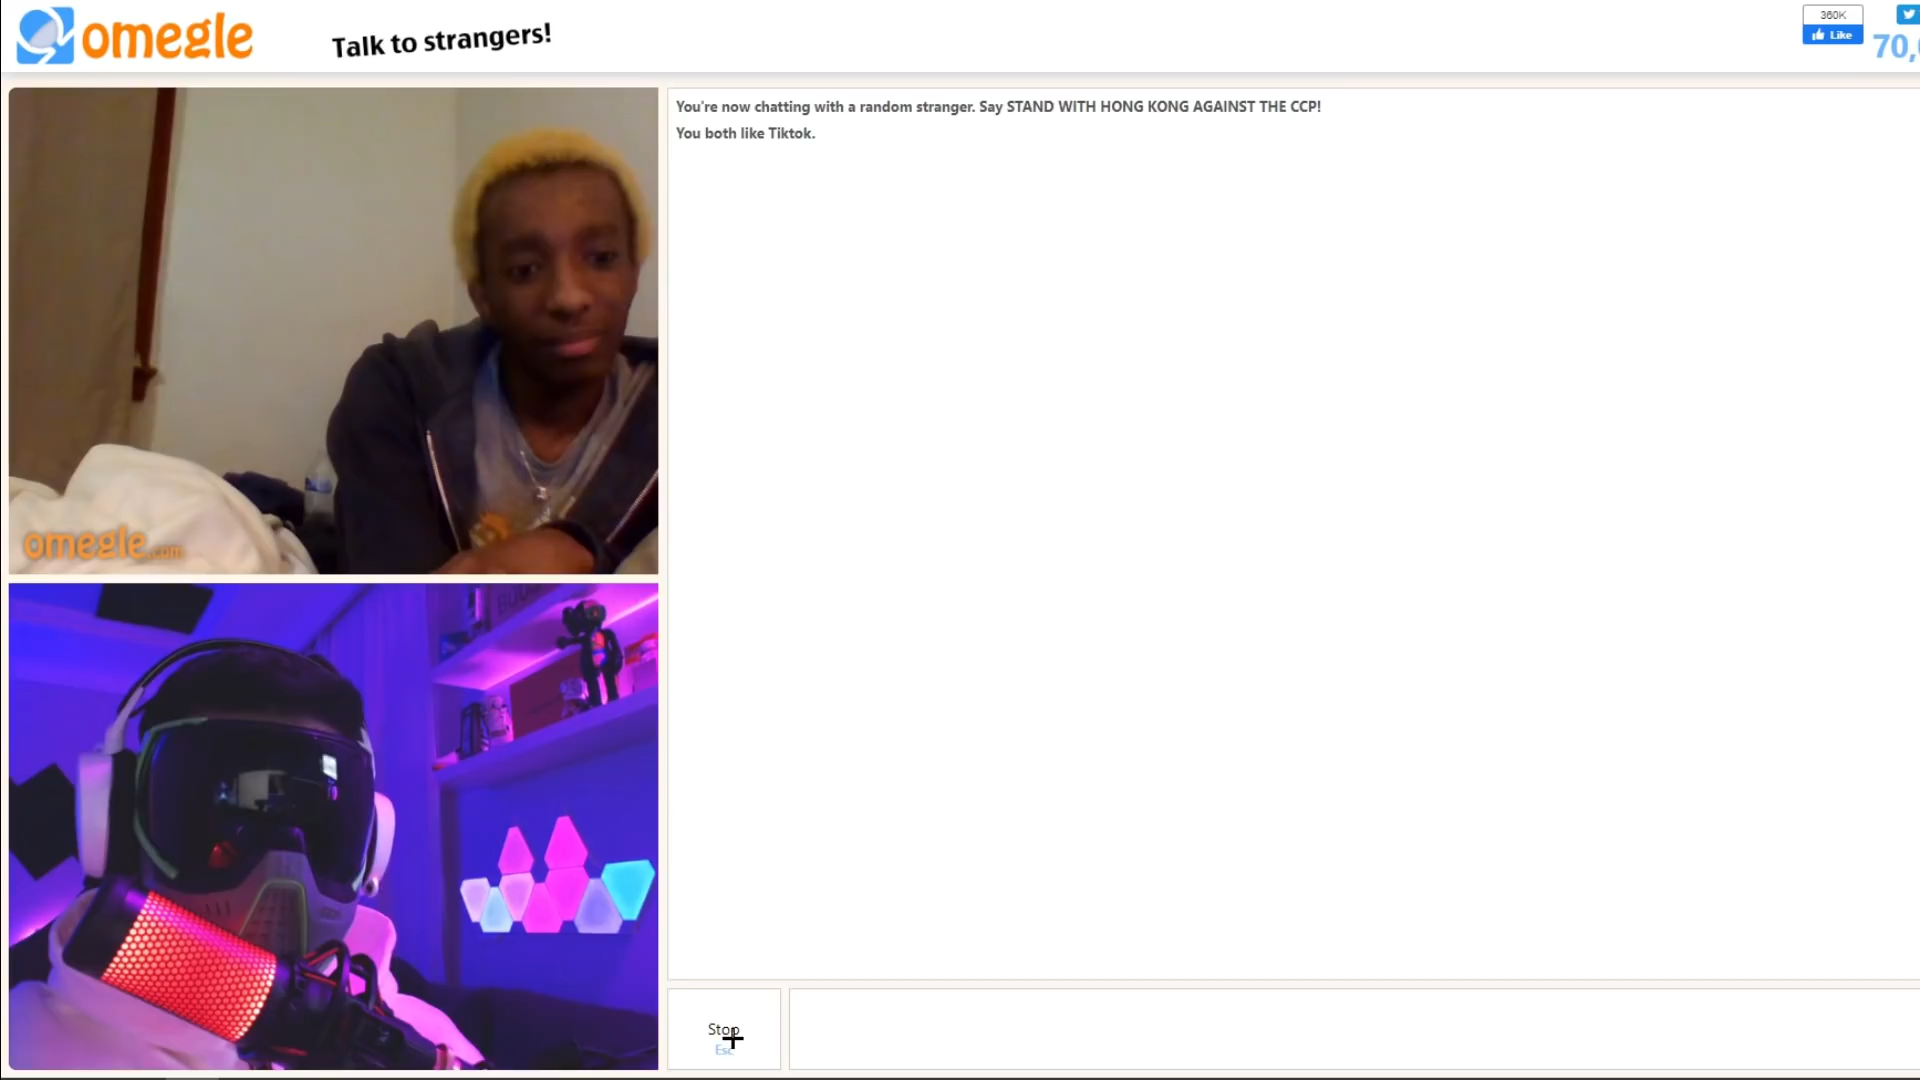 omegle
Talk to strangers!
360K
Like
70,
You're now chatting with a random stranger. Say STAND WITH HONG KONG AGAINST THE CCP!
You both like Tiktok.
omegle.com
Stop
Esc